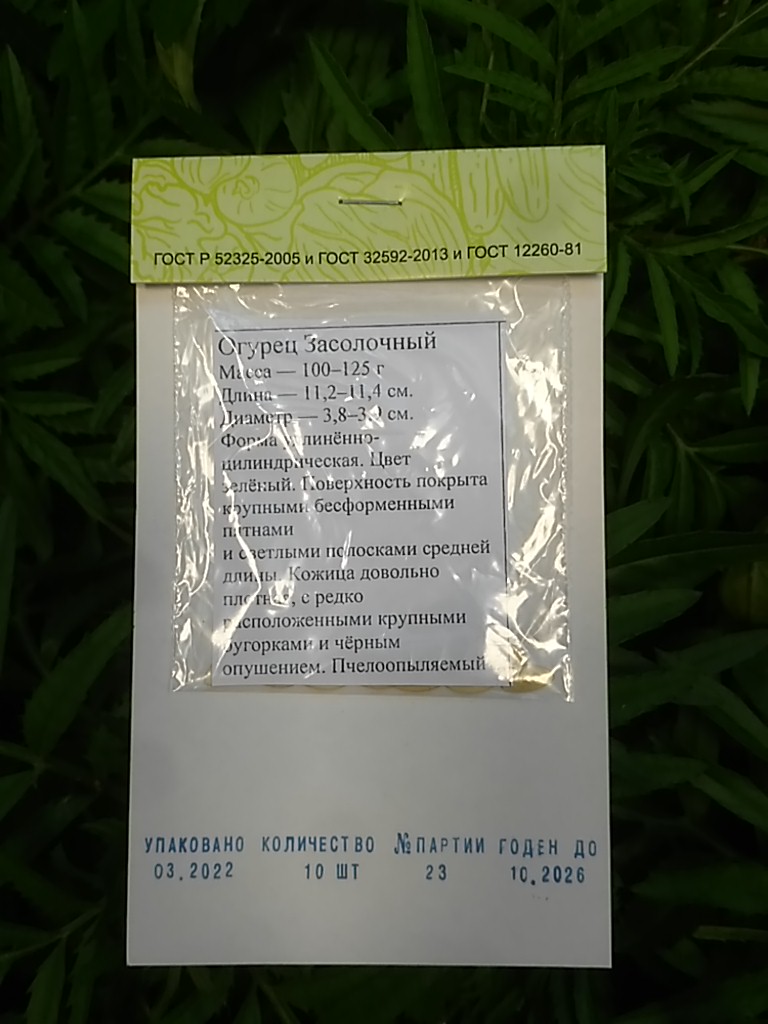 ГОСТ Р 52325-2005 и ГОСТ 32592-2013 и ГОСТ 12260-81
Огурец Засолочный
Масса — 100–125 г
Длина — 11,2–11,4 см.
Диаметр — 3,8–3,9 см.
Форма удлинённо-
цилиндрическая. Цвет
зелёный. Поверхность покрыта
крупными бесформенными
пятнами
и светлыми полосками средней
длины. Кожица довольно
плотная, с редко
расположенными крупными
бугорками и чёрным
опушением. Пчелоопыляемый
УПАКОВАНО КОЛИЧЕСТВО №ПАРТИИ ГОДЕН ДО
03.2022 10 ШТ 23 10.2026